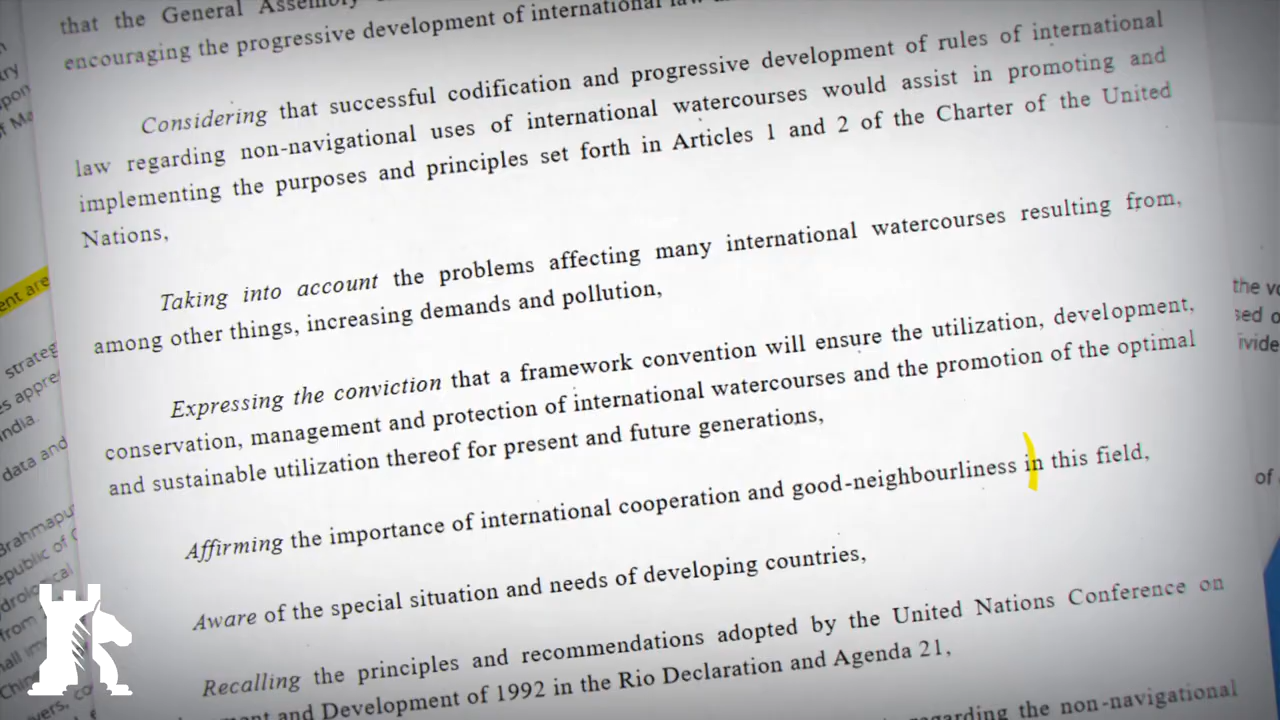 that the General Assembly
encouraging the progressive development of international law
Considering that successful codification and progressive development of rules of international
law regarding non-navigational uses of international watercourses would assist in promoting and
implementing the purposes and principles set forth in Articles 1 and 2 of the Charter of the United
Nations,
Taking into account the problems affecting many international watercourses resulting from,
among other things, increasing demands and pollution,
Expressing the conviction that a framework convention will ensure the utilization, development,
conservation, management and protection of international watercourses and the promotion of the optimal
and sustainable utilization thereof for present and future generations,
Affirming the importance of international cooperation and good-neighbourliness in this field,
Aware of the special situation and needs of developing countries,
Recalling the principles and recommendations adopted by the United Nations Conference on
and Development of 1992 in the Rio Declaration and Agenda 21,
the non-navigational
ent are
strateg
es appre
ndia.
data and
Brahmapu
epublic of
drological
from
the
of